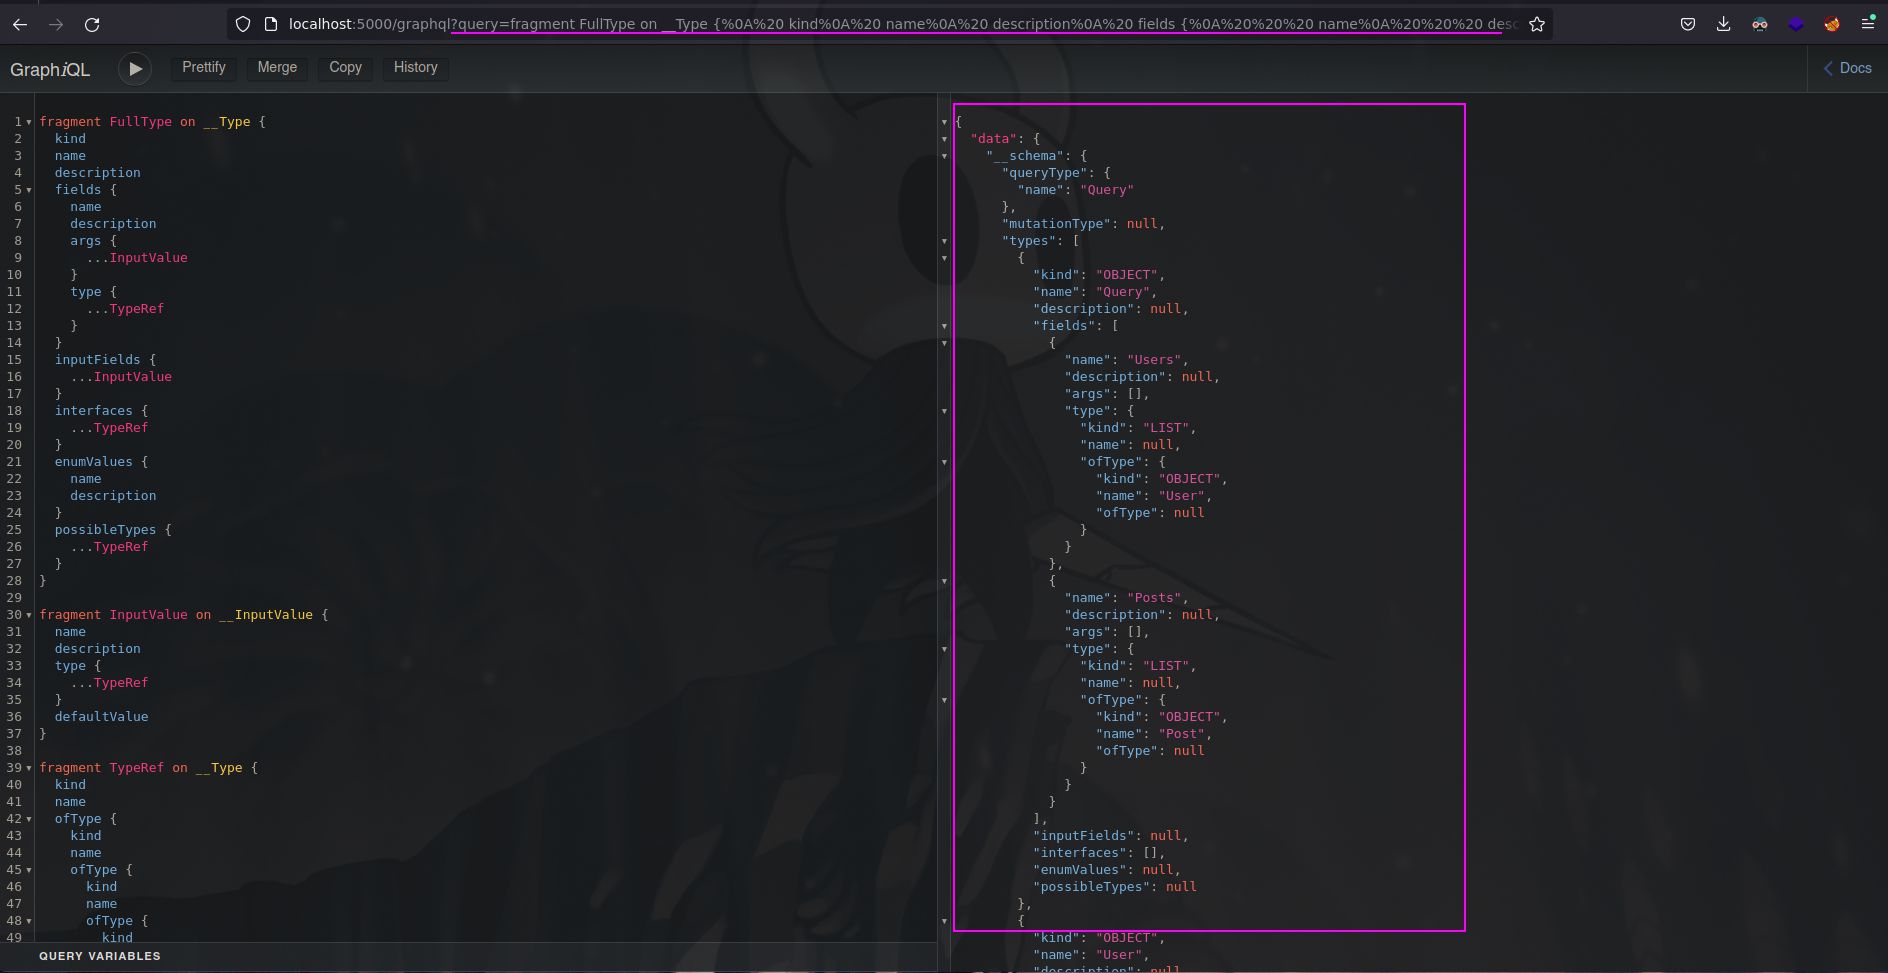 localhost:5000/graphql?query=fragment FullType on __Type {%0A%20 kind%0A%20 name%0A%20 description%0A%20 fields {%0A%20%20%20 name%0A%20%20%20 desc
GraphiQL
Prettify Merge Copy History
Docs
1 fragment FullType on __Type {
2 kind
3 name
4 description
5 fields {
6 name
7 description
8 args {
9 ...InputValue
10 }
11 type {
12 ...TypeRef
13 }
14 }
15 inputFields {
16 ...InputValue
17 }
18 interfaces {
19 ...TypeRef
20 }
21 enumValues {
22 name
23 description
24 }
25 possibleTypes {
26 ...TypeRef
27 }
28 }
29
30 fragment InputValue on __InputValue {
31 name
32 description
33 type {
34 ...TypeRef
35 }
36 defaultValue
37 }
38
39 fragment TypeRef on __Type {
40 kind
41 name
42 ofType {
43 kind
44 name
45 ofType {
46 kind
47 name
48 ofType {
49 kind
QUERY VARIABLES
{
"data": {
"__schema": {
"queryType": {
"name": "Query"
},
"mutationType": null,
"types": [
{
"kind": "OBJECT",
"name": "Query",
"description": null,
"fields": [
{
"name": "Users",
"description": null,
"args": [],
"type": {
"kind": "LIST",
"name": null,
"ofType": {
"kind": "OBJECT",
"name": "User",
"ofType": null
}
}
},
{
"name": "Posts",
"description": null,
"args": [],
"type": {
"kind": "LIST",
"name": null,
"ofType": {
"kind": "OBJECT",
"name": "Post",
"ofType": null
}
}
}
],
"inputFields": null,
"interfaces": [],
"enumValues": null,
"possibleTypes": null
},
{
"kind": "OBJECT",
"name": "User",
"description": null,